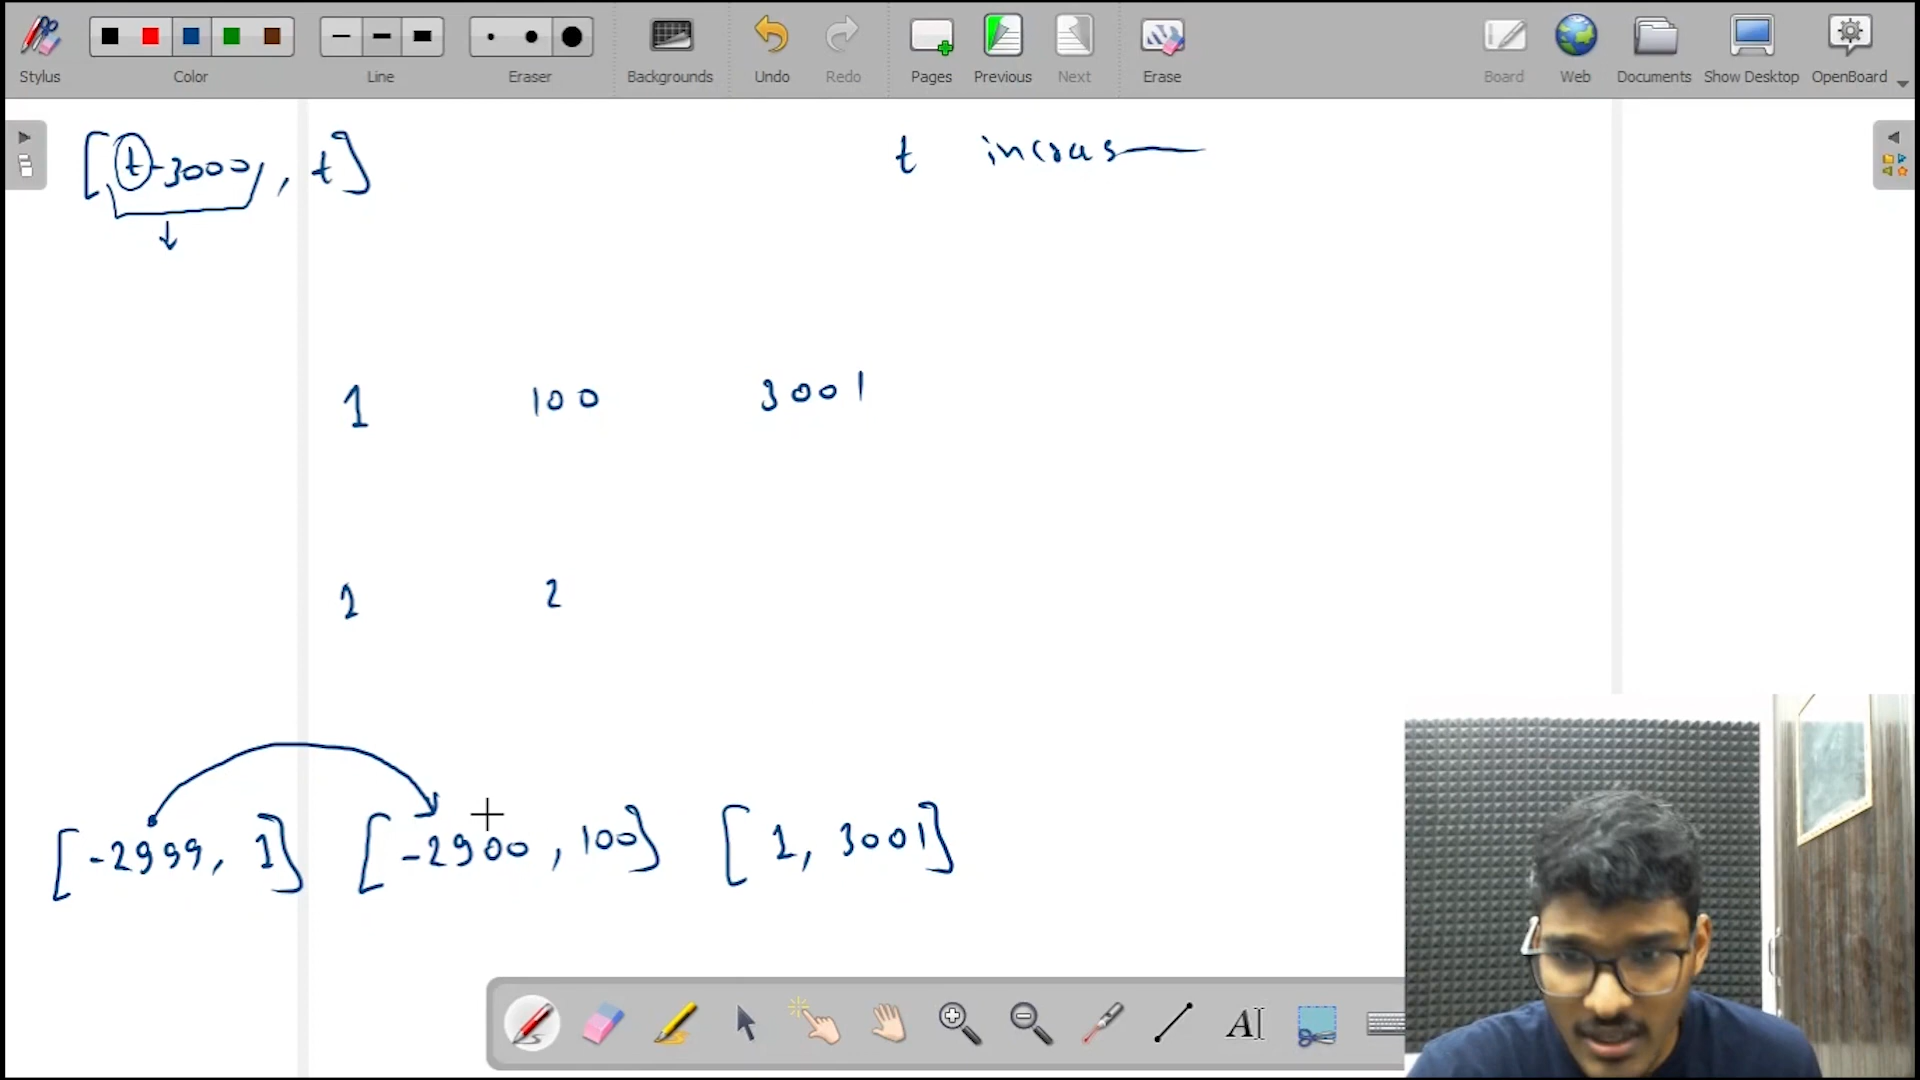 Stylus Color Line Eraser Backgrounds Undo Redo Pages Previous Next Erase Board Web Documents Show Desktop OpenBoard
[t-3000, t] t
1 100 3001
1 2
[-2999, 1] [-2900, 100] [1, 3001]
A